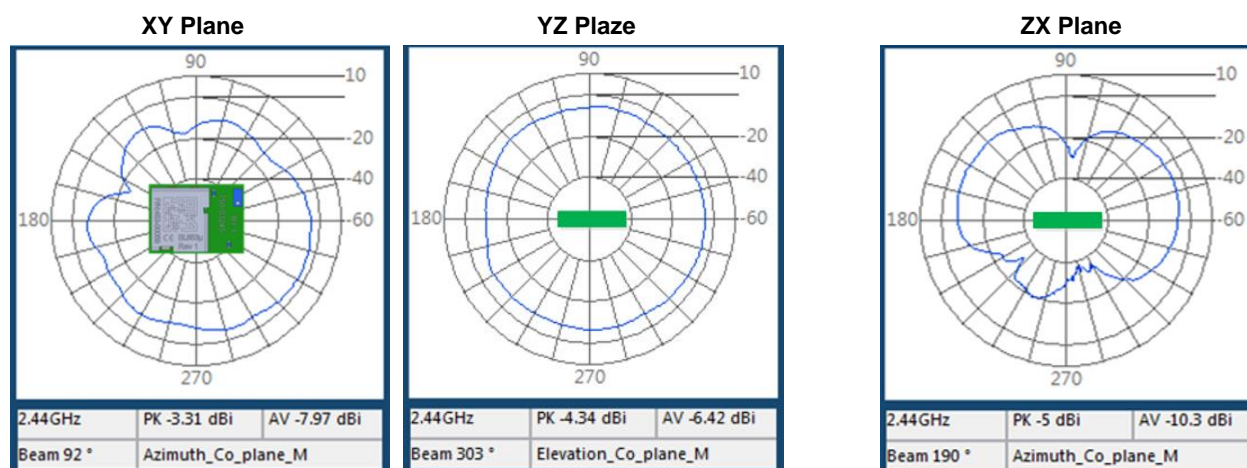 XY Plane
90
10
-20
-40
180
-60
270
Rev 1
2.44GHz
PK -3.31 dBi
AV -7.97 dBi
Beam 92 °
Azimuth_Co_plane_M
YZ Plaze
90
10
-20
-40
180
-60
270
2.44GHz
PK -4.34 dBi
AV -6.42 dBi
Beam 303 °
Elevation_Co_plane_M
ZX Plane
90
-10
-20
-40
180
-60
270
2.44GHz
PK -5 dBi
AV -10.3 dBi
Beam 190 °
Azimuth_Co_plane_M